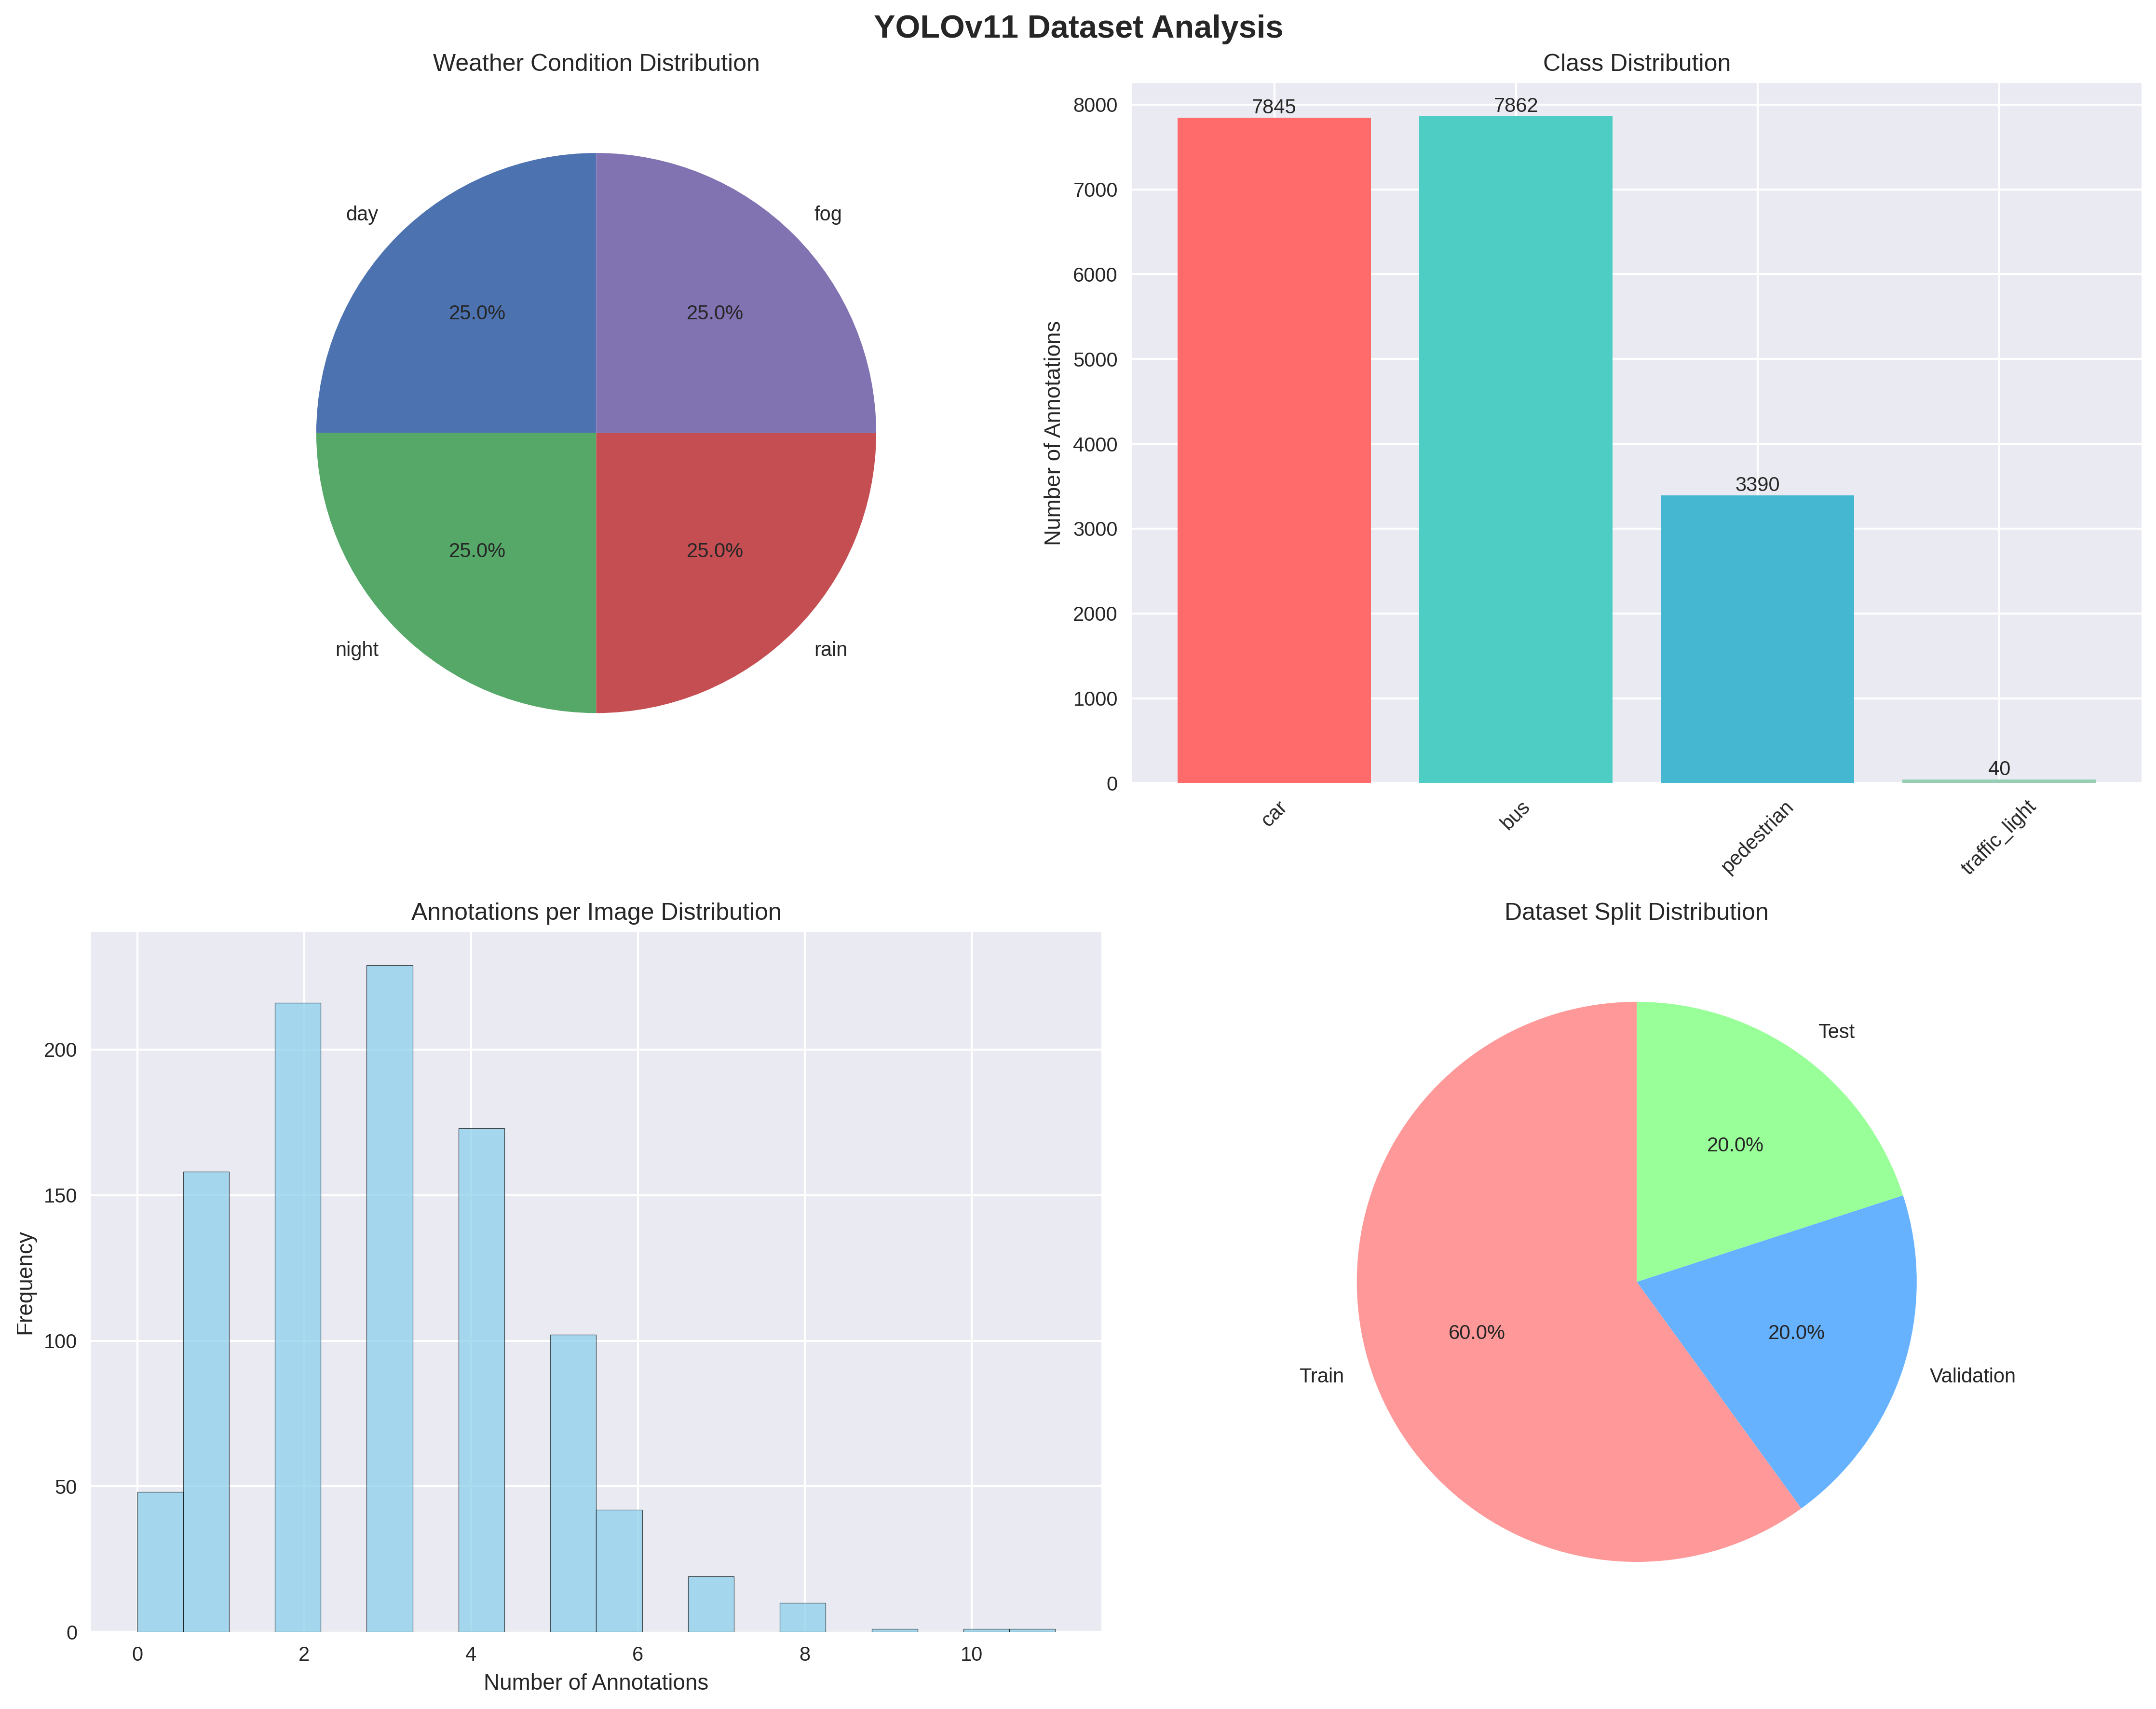 YOLOv11 Dataset Analysis
Weather Condition Distribution
day
fog
25.0%
25.0%
25.0%
25.0%
night
rain
Class Distribution
Number of Annotations
8000
7000
6000
5000
4000
3000
2000
1000
0
7845
7862
3390
40
car
bus
pedestrian
traffic_light
Annotations per Image Distribution
Frequency
200
150
100
50
0
0
2
4
6
8
10
Number of Annotations
Dataset Split Distribution
Test
20.0%
60.0%
20.0%
Train
Validation